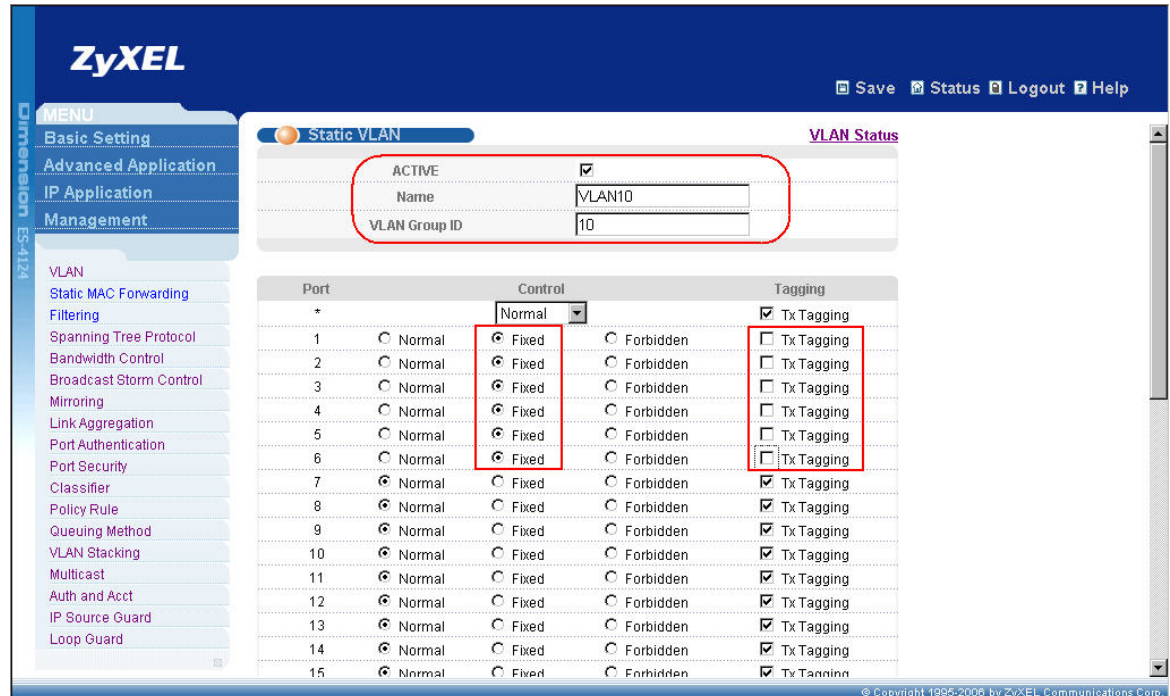 ZyXEL
Save Status Logout Help
Dimension ES-4124
MENU
Basic Setting
Advanced Application
IP Application
Management
VLAN
Static MAC Forwarding
Filtering
Spanning Tree Protocol
Bandwidth Control
Broadcast Storm Control
Mirroring
Link Aggregation
Port Authentication
Port Security
Classifier
Policy Rule
Queuing Method
VLAN Stacking
Multicast
Auth and Acct
IP Source Guard
Loop Guard
Static VLAN VLAN Status
ACTIVE
Name VLAN10
VLAN Group ID 10
Port Control Tagging
* Normal Tx Tagging
1 Normal Fixed Forbidden Tx Tagging
2 Normal Fixed Forbidden Tx Tagging
3 Normal Fixed Forbidden Tx Tagging
4 Normal Fixed Forbidden Tx Tagging
5 Normal Fixed Forbidden Tx Tagging
6 Normal Fixed Forbidden Tx Tagging
7 Normal Fixed Forbidden Tx Tagging
8 Normal Fixed Forbidden Tx Tagging
9 Normal Fixed Forbidden Tx Tagging
10 Normal Fixed Forbidden Tx Tagging
11 Normal Fixed Forbidden Tx Tagging
12 Normal Fixed Forbidden Tx Tagging
13 Normal Fixed Forbidden Tx Tagging
14 Normal Fixed Forbidden Tx Tagging
15 Normal Fixed Forbidden Tx Tagging
© Copyright 1995-2006 by ZyXEL Communications Corp.